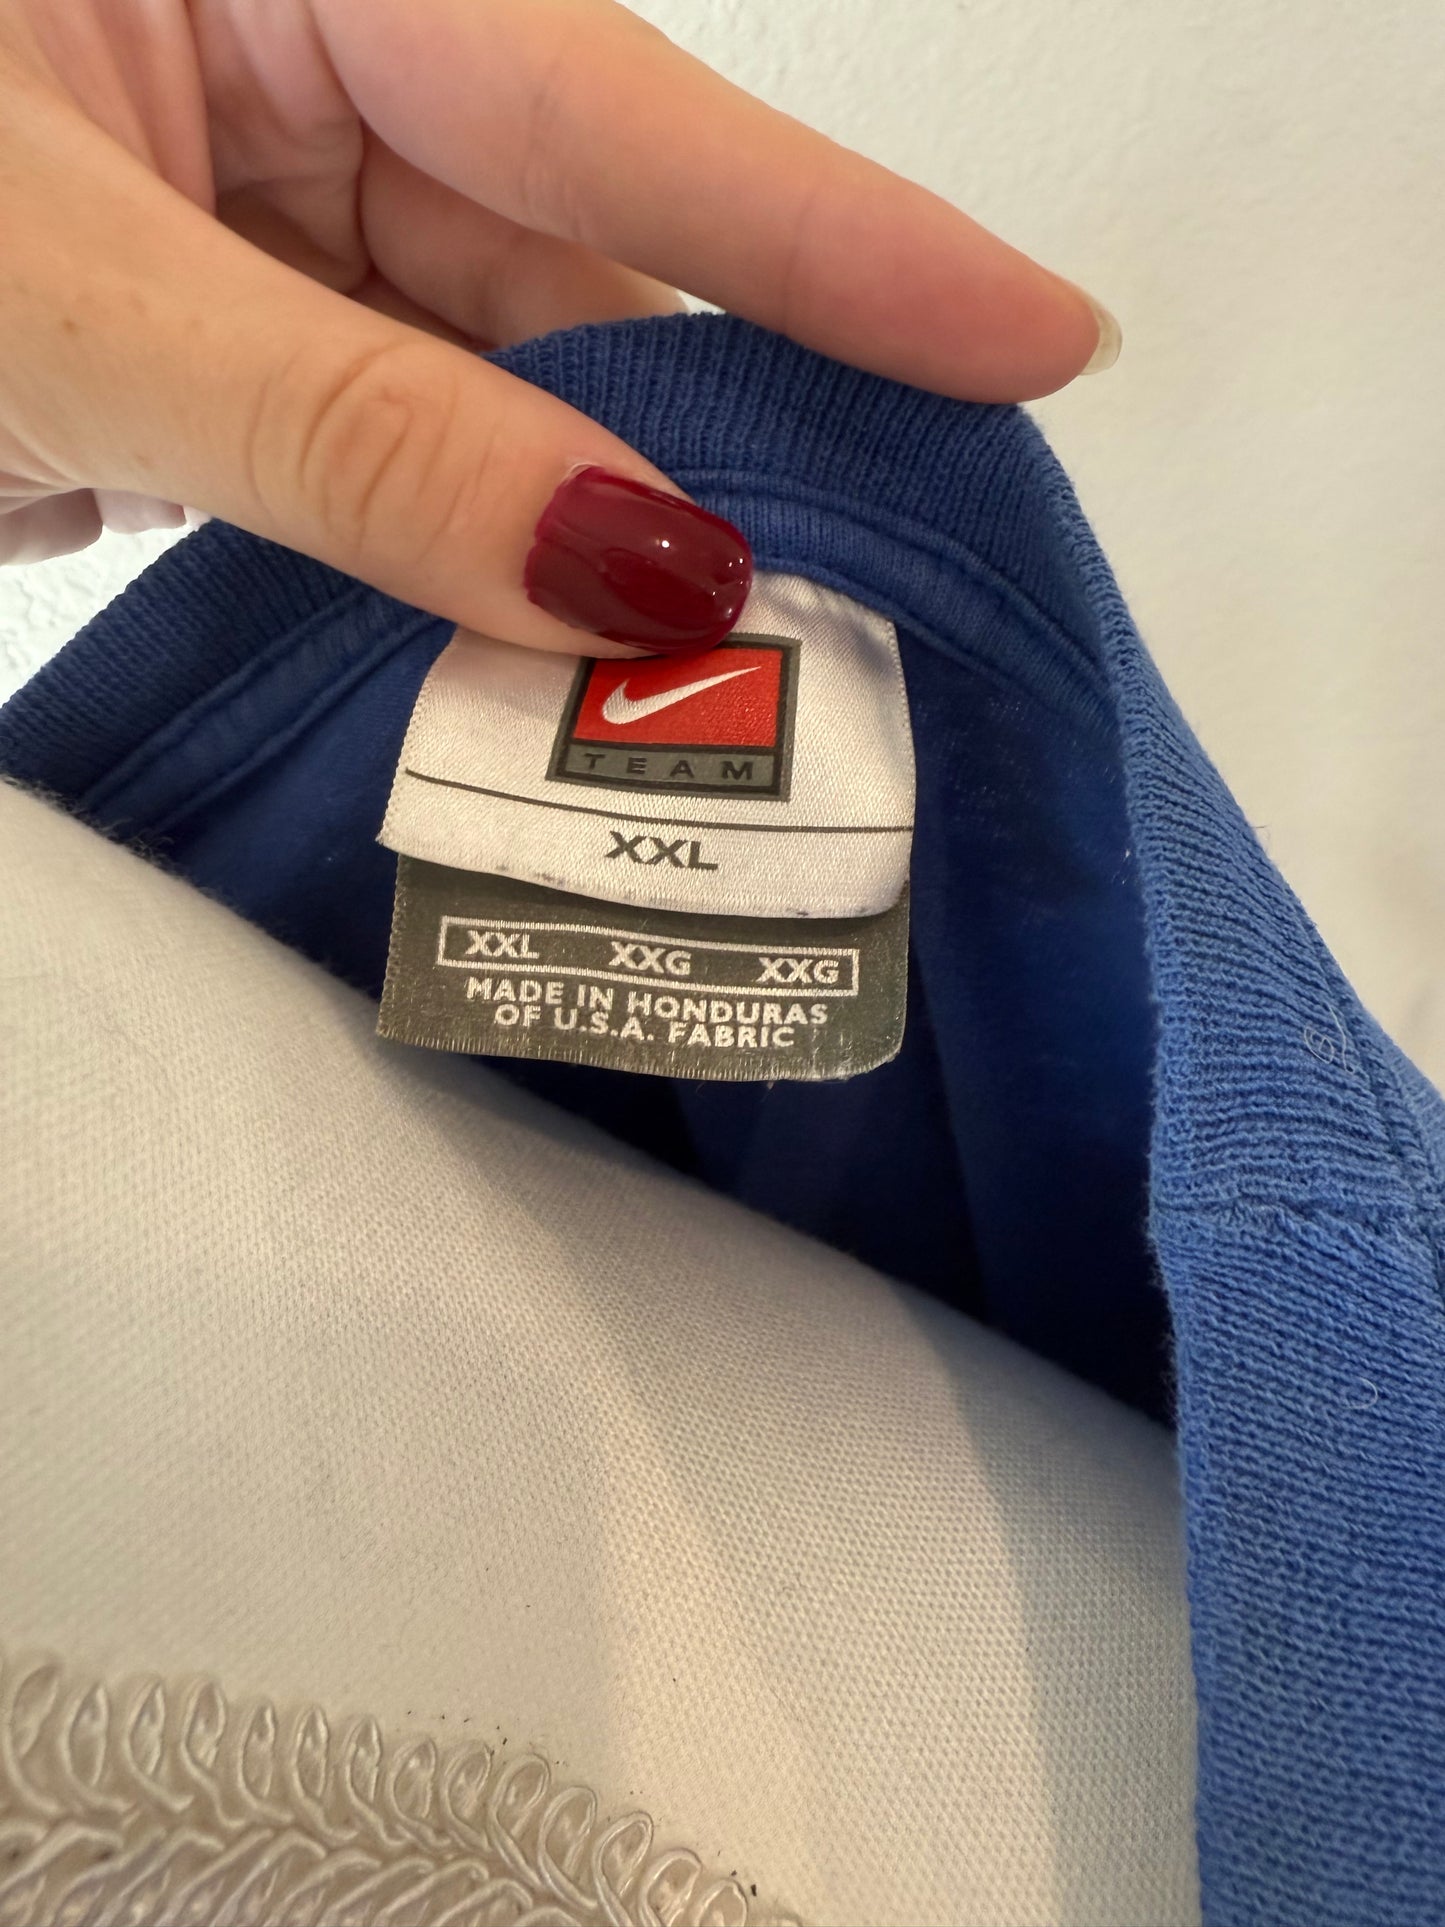 TEAM
XXL
XXL XXG XXG
MADE IN HONDURAS
OF U.S.A. FABRIC